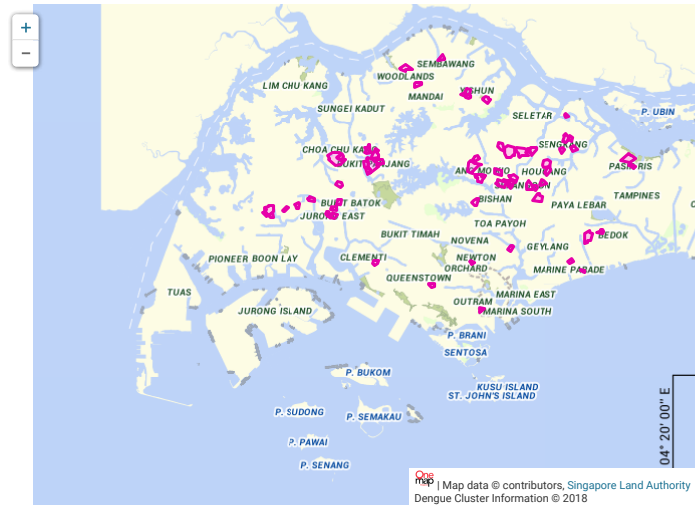 +
−
SEMBAWANG
WOODLANDS
LIM CHU KANG
YISHUN
MANDAI
SUNGEI KADUT
P. UBIN
SELETAR
SENGKANG
CHOA CHU KA
BUKIT PANJANG
PASIR RIS
ANG MO KIO
HOUGANG
SERANGOON
TAMPINES
BISHAN
BUKIT BATOK
PAYA LEBAR
JURONG EAST
TOA PAYOH
BUKIT TIMAH
BEDOK
NOVENA
GEYLANG
PIONEER
BOON LAY
CLEMENTI
NEWTON
ORCHARD
MARINE PARADE
QUEENSTOWN
TUAS
MARINA EAST
OUTRAM
JURONG ISLAND
MARINA SOUTH
P. BRANI
SENTOSA
P. BUKOM
KUSU ISLAND
ST. JOHN'S ISLAND
P. SUDONG
P. SEMAKAU
P. PAWAI
P. SENANG
04° 20' 00" E
One
map | Map data © contributors, Singapore Land Authority
Dengue Cluster Information © 2018